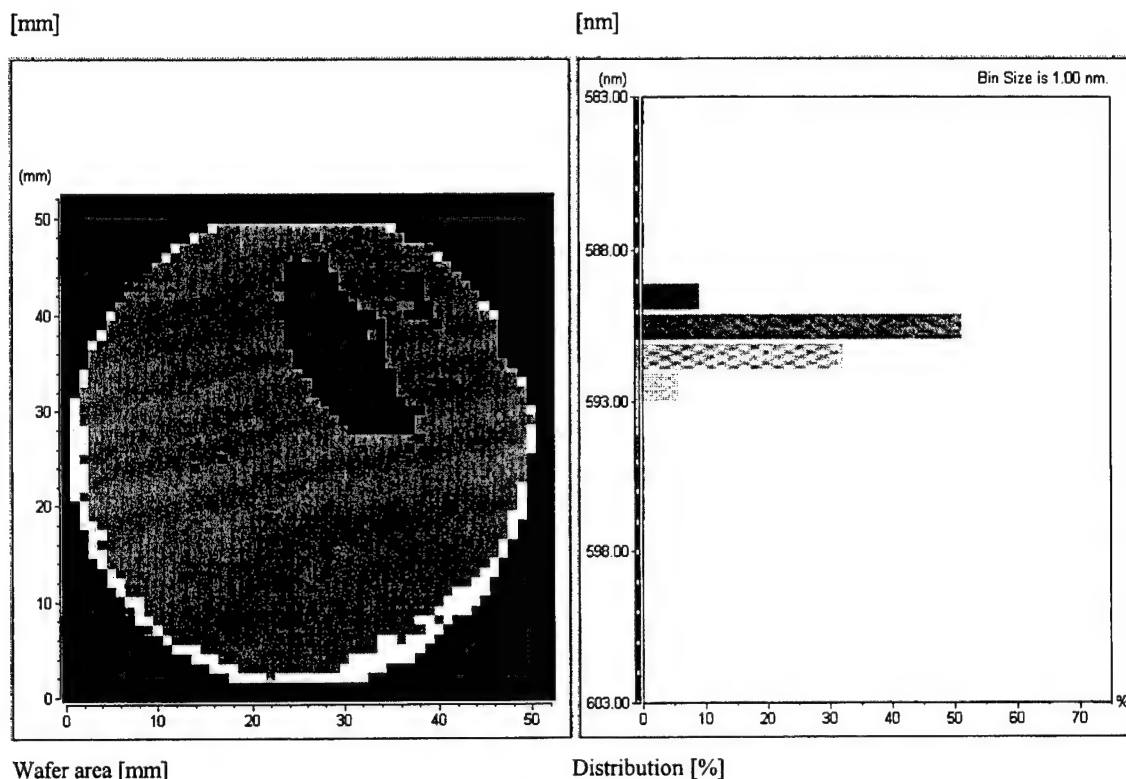 [mm]
[nm]
(mm)
50
40
30
20
10
0
0 10 20 30 40 50
Wafer area [mm]
(nm)
Bin Size is 1.00 nm.
583.00
588.00
593.00
598.00
603.00
0 10 20 30 40 50 60 70 %
Distribution [%]